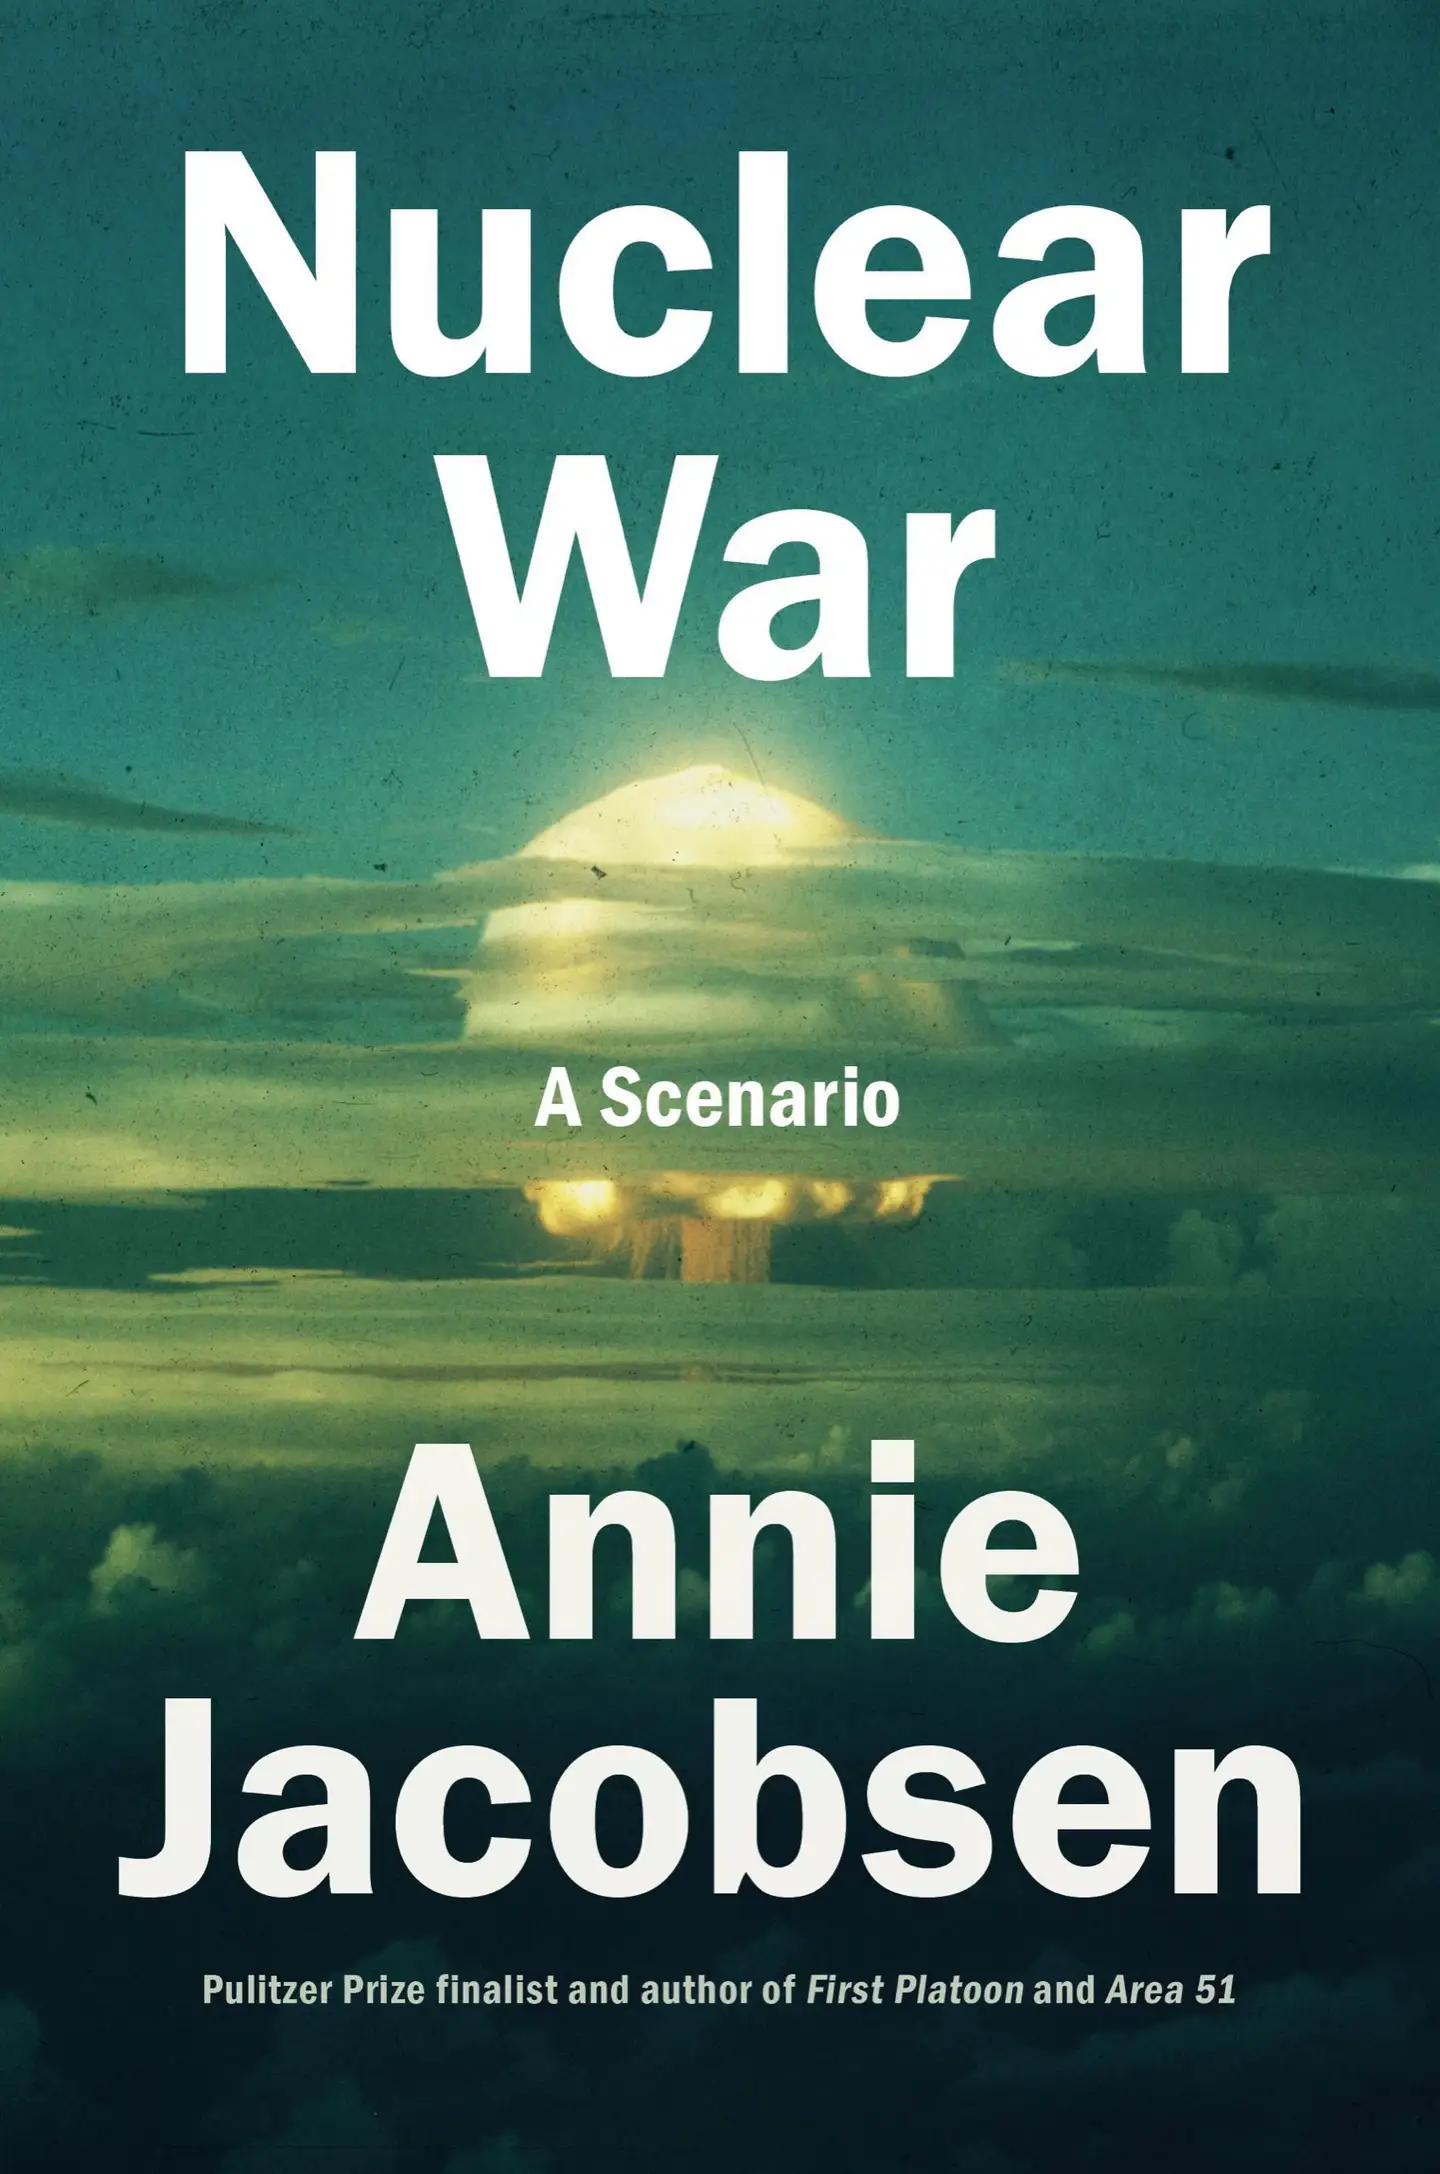 Nuclear
War
A Scenario
Annie
Jacobsen
Pulitzer Prize finalist and author of First Platoon and Area 51